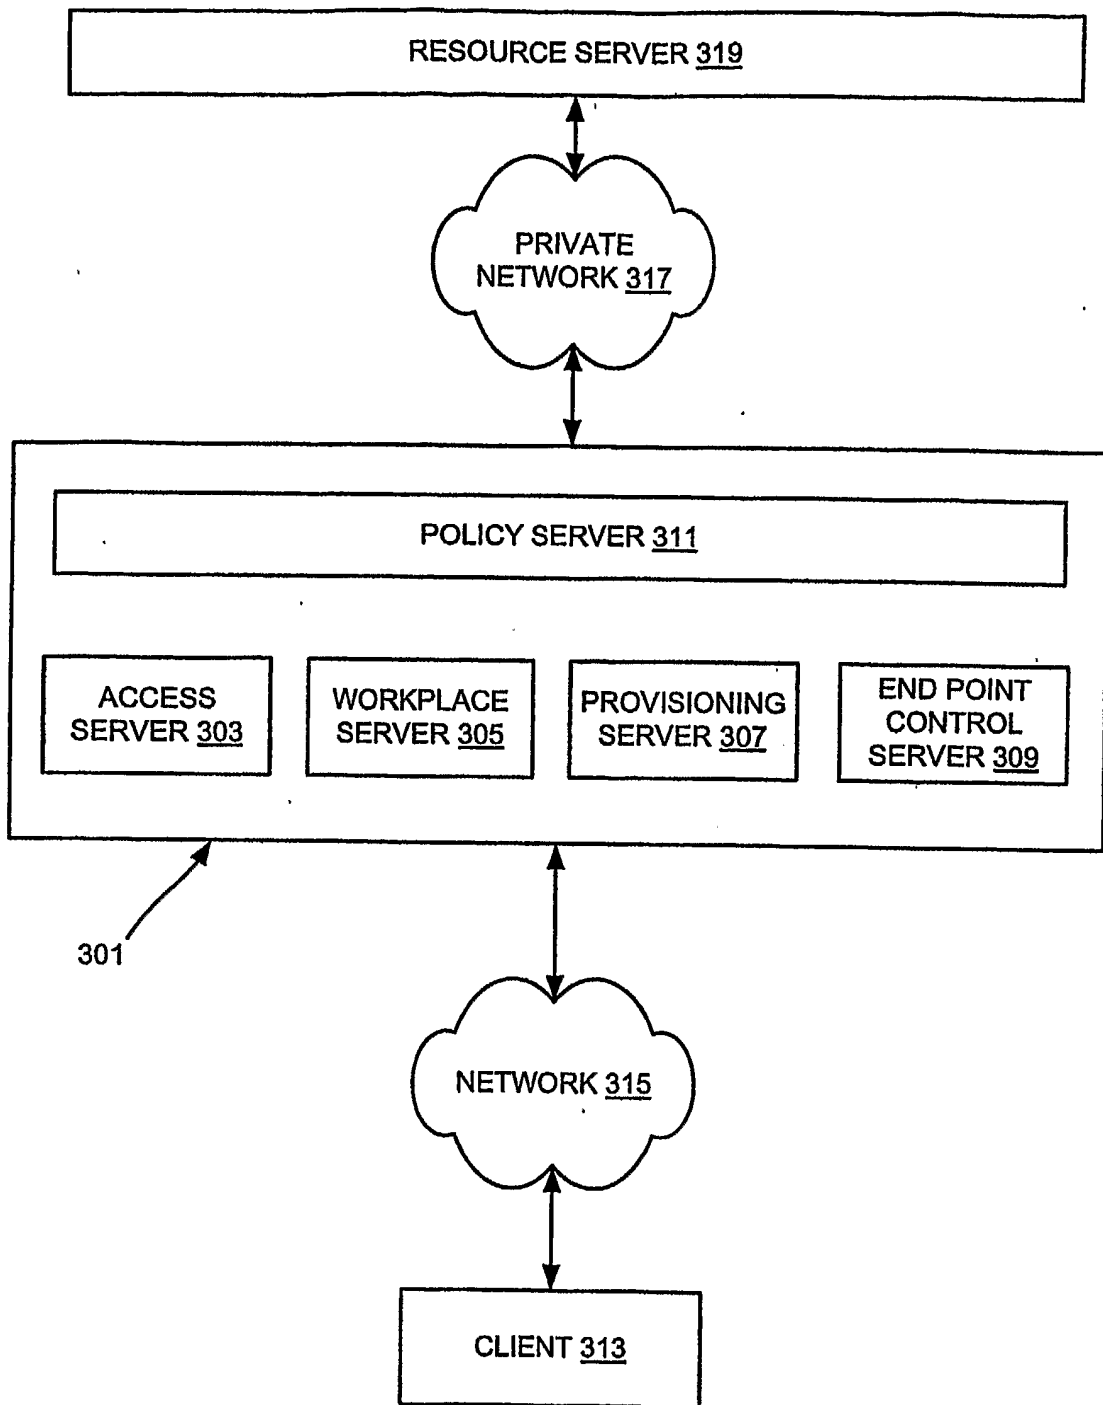 RESOURCE SERVER 319
PRIVATE
NETWORK 317
POLICY SERVER 311
ACCESS
SERVER 303
WORKPLACE
SERVER 305
PROVISIONING
SERVER 307
END POINT
CONTROL
SERVER 309
301
NETWORK 315
CLIENT 313